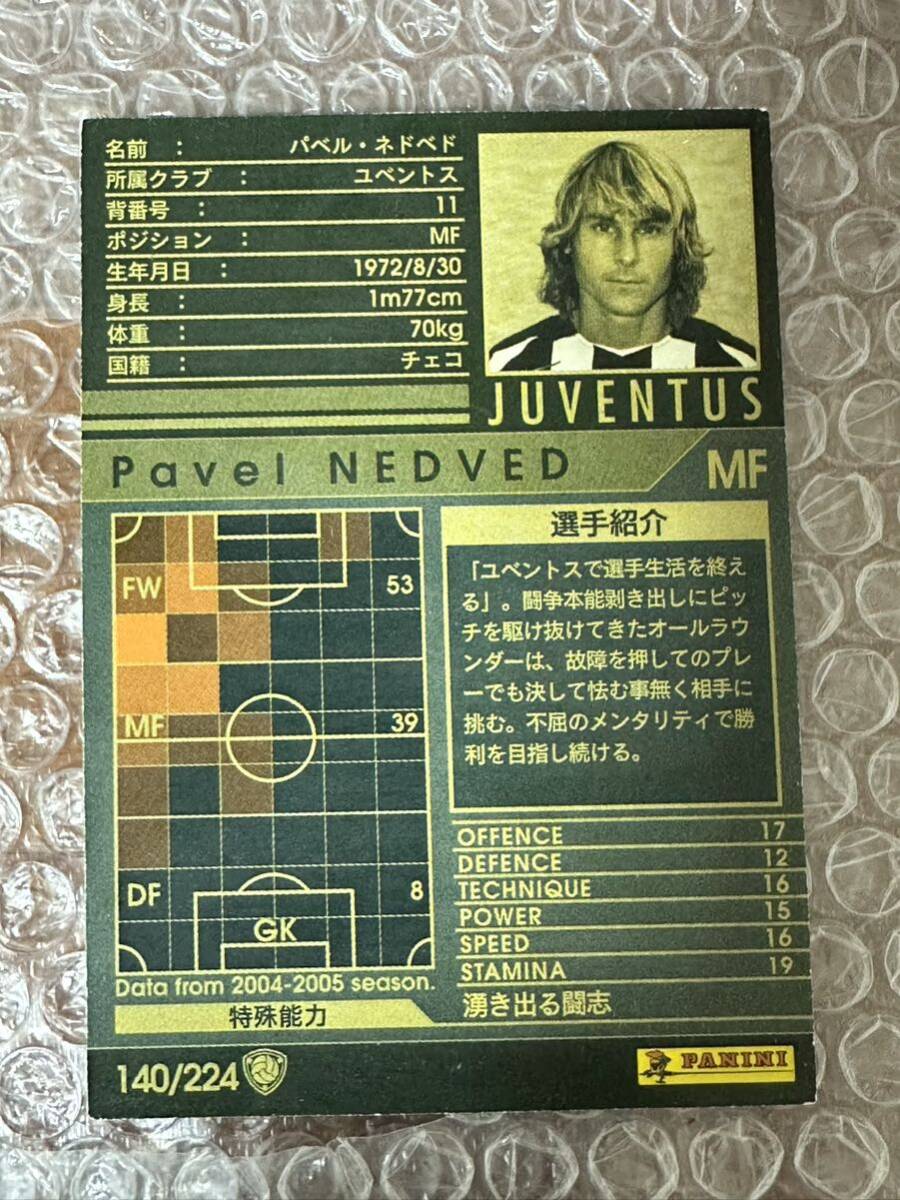 名前 : パベル・ネドベド
所属クラブ : ユベントス
背番号 : 11
ポジション : MF
生年月日 : 1972/8/30
身長 : 1m77cm
体重 : 70kg
国籍 : チェコ
JUVENTUS
Pavel NEDVED
MF
FW 53
MF 39
DF 8
GK
Data from 2004-2005 season.
特殊能力
選手紹介
「ユベントスで選手生活を終え
る」。闘争本能剥き出しにピッ
チを駆け抜けてきたオールラウ
ンダーは、故障を押してのプレ
ーでも決して怯む事無く相手に
挑む。不屈のメンタリティで勝
利を目指し続ける。
OFFENCE 17
DEFENCE 12
TECHNIQUE 16
POWER 15
SPEED 16
STAMINA 19
湧き出る闘志
140/224
PANINI